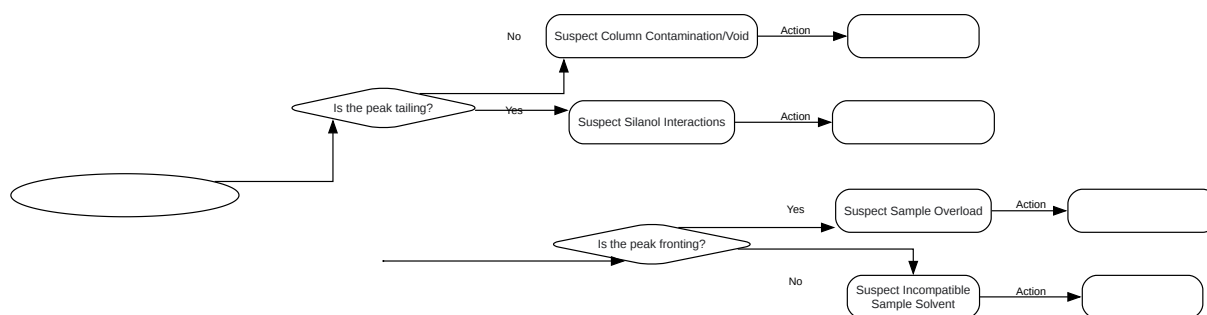 No
Suspect Column Contamination/Void
Action
Is the peak tailing?
Yes
Suspect Silanol Interactions
Action
Yes
Suspect Sample Overload
Action
Is the peak fronting?
No
Suspect Incompatible
Sample Solvent
Action